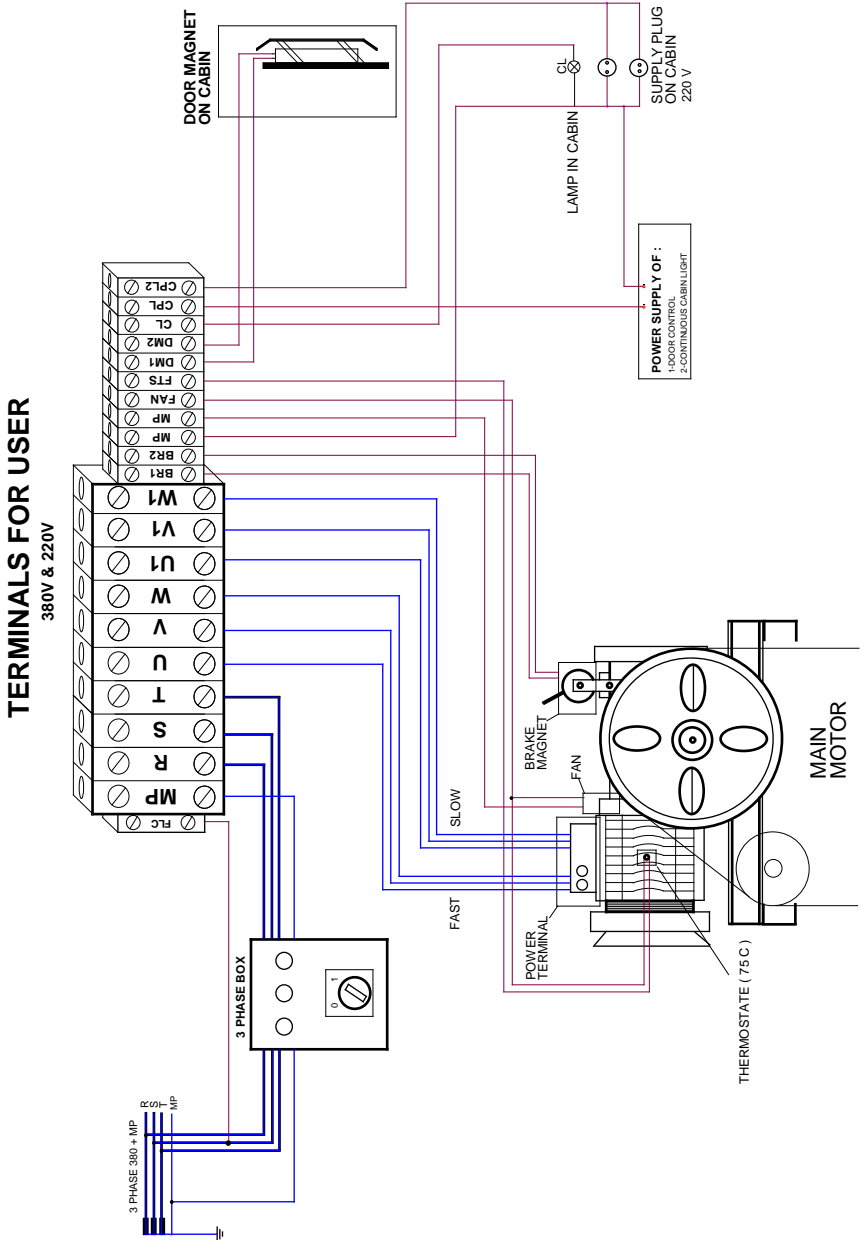 TERMINALS FOR USER
380V & 220V
DOOR MAGNET
ON CABIN
CL
LAMP IN CABIN
SUPPLY PLUG
ON CABIN
220 V
POWER SUPPLY OF :
1-DOOR CONTROL
2-CONTINUOUS CABIN LIGHT
FLC
MP
R
S
T
U
V
W
U1
V1
W1
BR1
BR2
MP
MP
FAN
FTS
DM1
DM2
CL
CPL
CPL2
3 PHASE 380 + MP
R
S
T
MP
3 PHASE BOX
0
1
FAST
SLOW
POWER
TERMINAL
FAN
BRAKE
MAGNET
THERMOSTATE ( 75 C )
MAIN
MOTOR